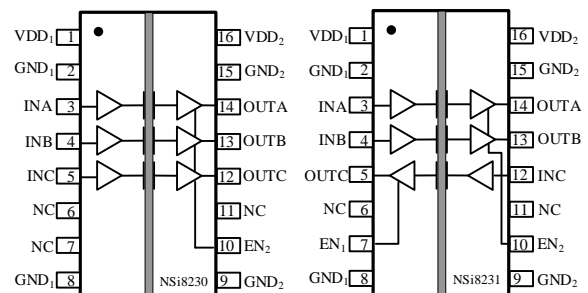 VDD₁ 1 16 VDD₂
GND₁ 2 15 GND₂
INA 3 14 OUTA
INB 4 13 OUTB
INC 5 12 OUTC
NC 6 11 NC
NC 7 10 EN₂
GND₁ 8 NSi8230 9 GND₂
VDD₁ 1 16 VDD₂
GND₁ 2 15 GND₂
INA 3 14 OUTA
INB 4 13 OUTB
OUTC 5 12 INC
NC 6 11 NC
EN₁ 7 10 EN₂
GND₁ 8 NSi8231 9 GND₂